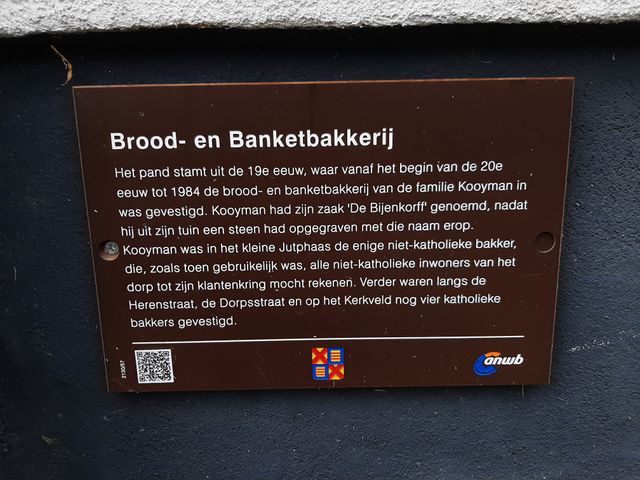 Brood- en Banketbakkerij
Het pand stamt uit de 19e eeuw, waar vanaf het begin van de 20e
eeuw tot 1984 de brood- en banketbakkerij van de familie Kooyman in
was gevestigd. Kooyman had zijn zaak 'De Bijenkorff' genoemd, nadat
hij uit zijn tuin een steen had opgegraven met die naam erop.
Kooyman was in het kleine Jutphaas de enige niet-katholieke bakker,
die, zoals toen gebruikelijk was, alle niet-katholieke inwoners van het
dorp tot zijn klantenkring mocht rekenen. Verder waren langs de
Herenstraat, de Dorpsstraat en op het Kerkveld nog vier katholieke
bakkers gevestigd.
anwb